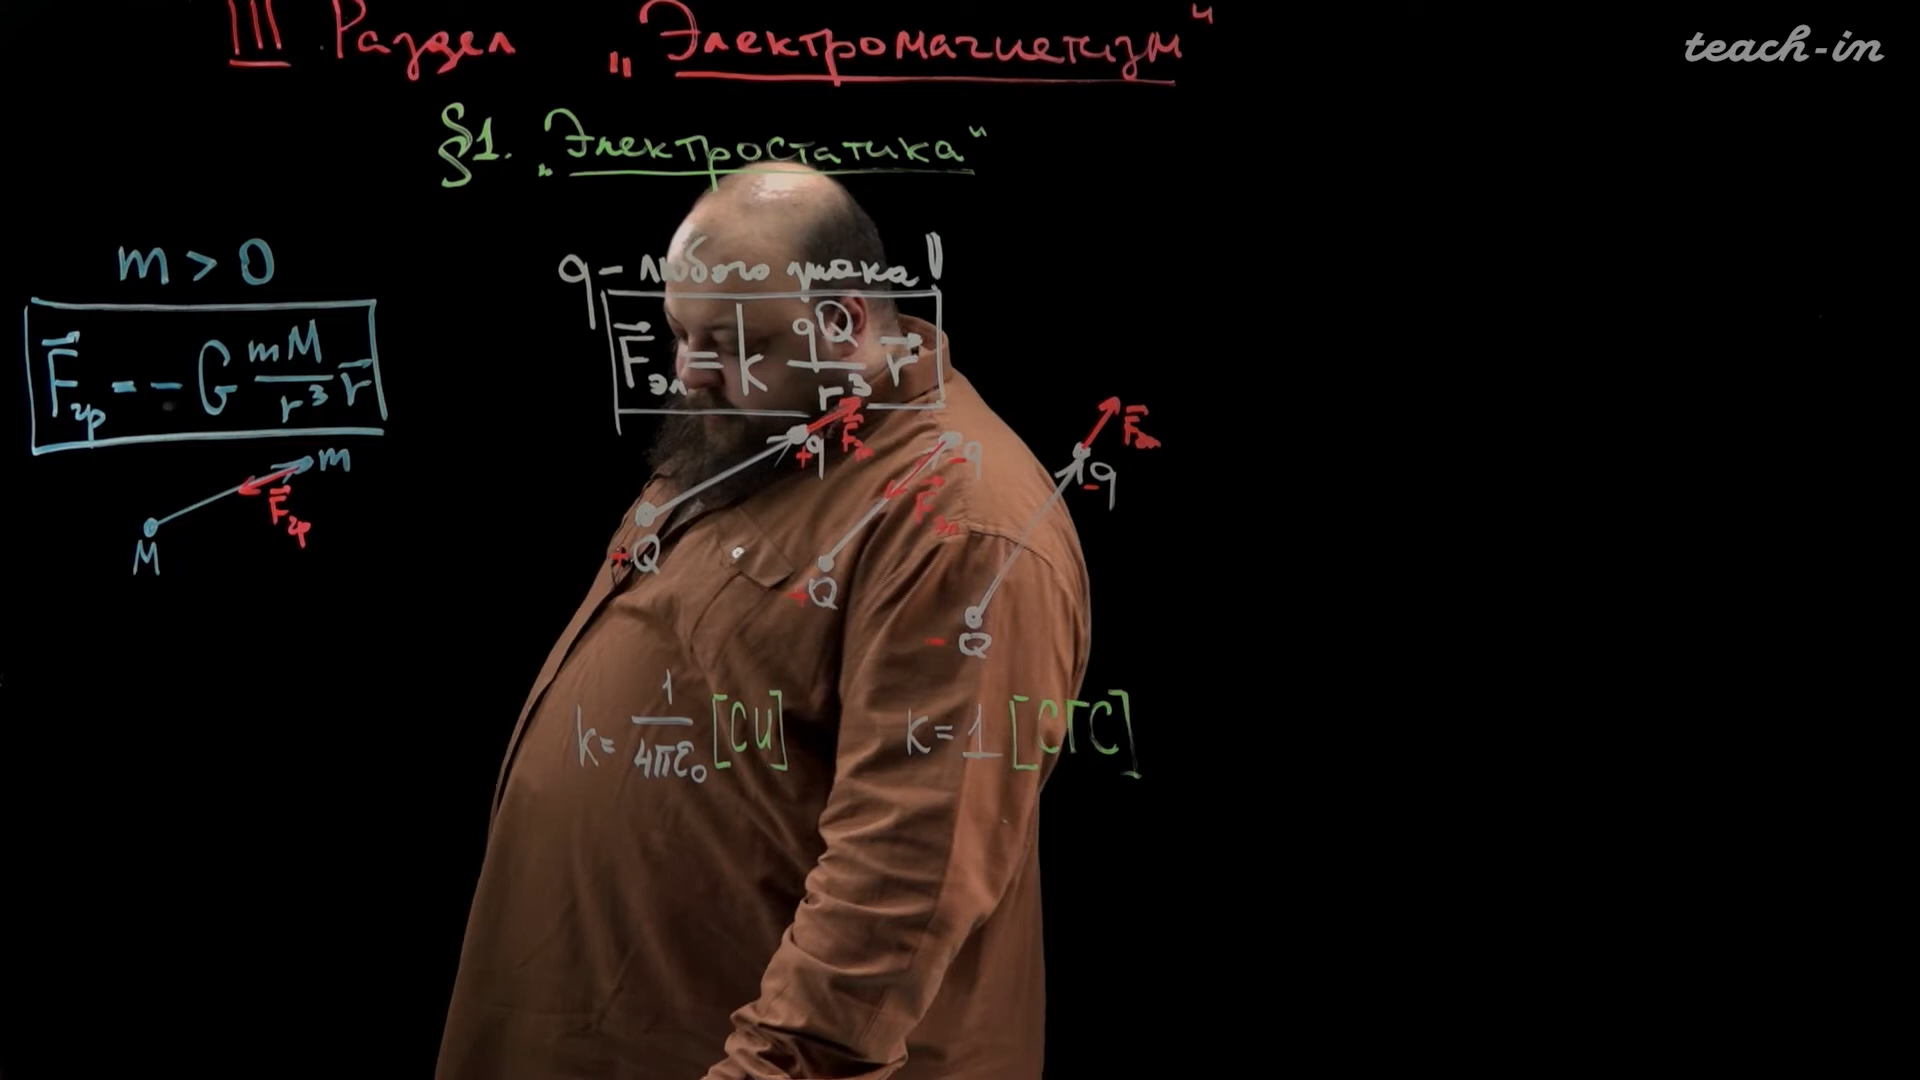 III Раздел „Электромагнетизм“
teach-in
§1. „Электростатика“
m > 0
q – любого знака!
F⃗гр = - G mM/r³ r⃗
F⃗эл = k qQ/r³ r⃗
m
F⃗гр
M
+q F⃗эл
+Q
-q
F⃗эл
+Q
F⃗эл
-q
-Q
k = 1/4πε₀ [СИ]
k = 1 [СГС]